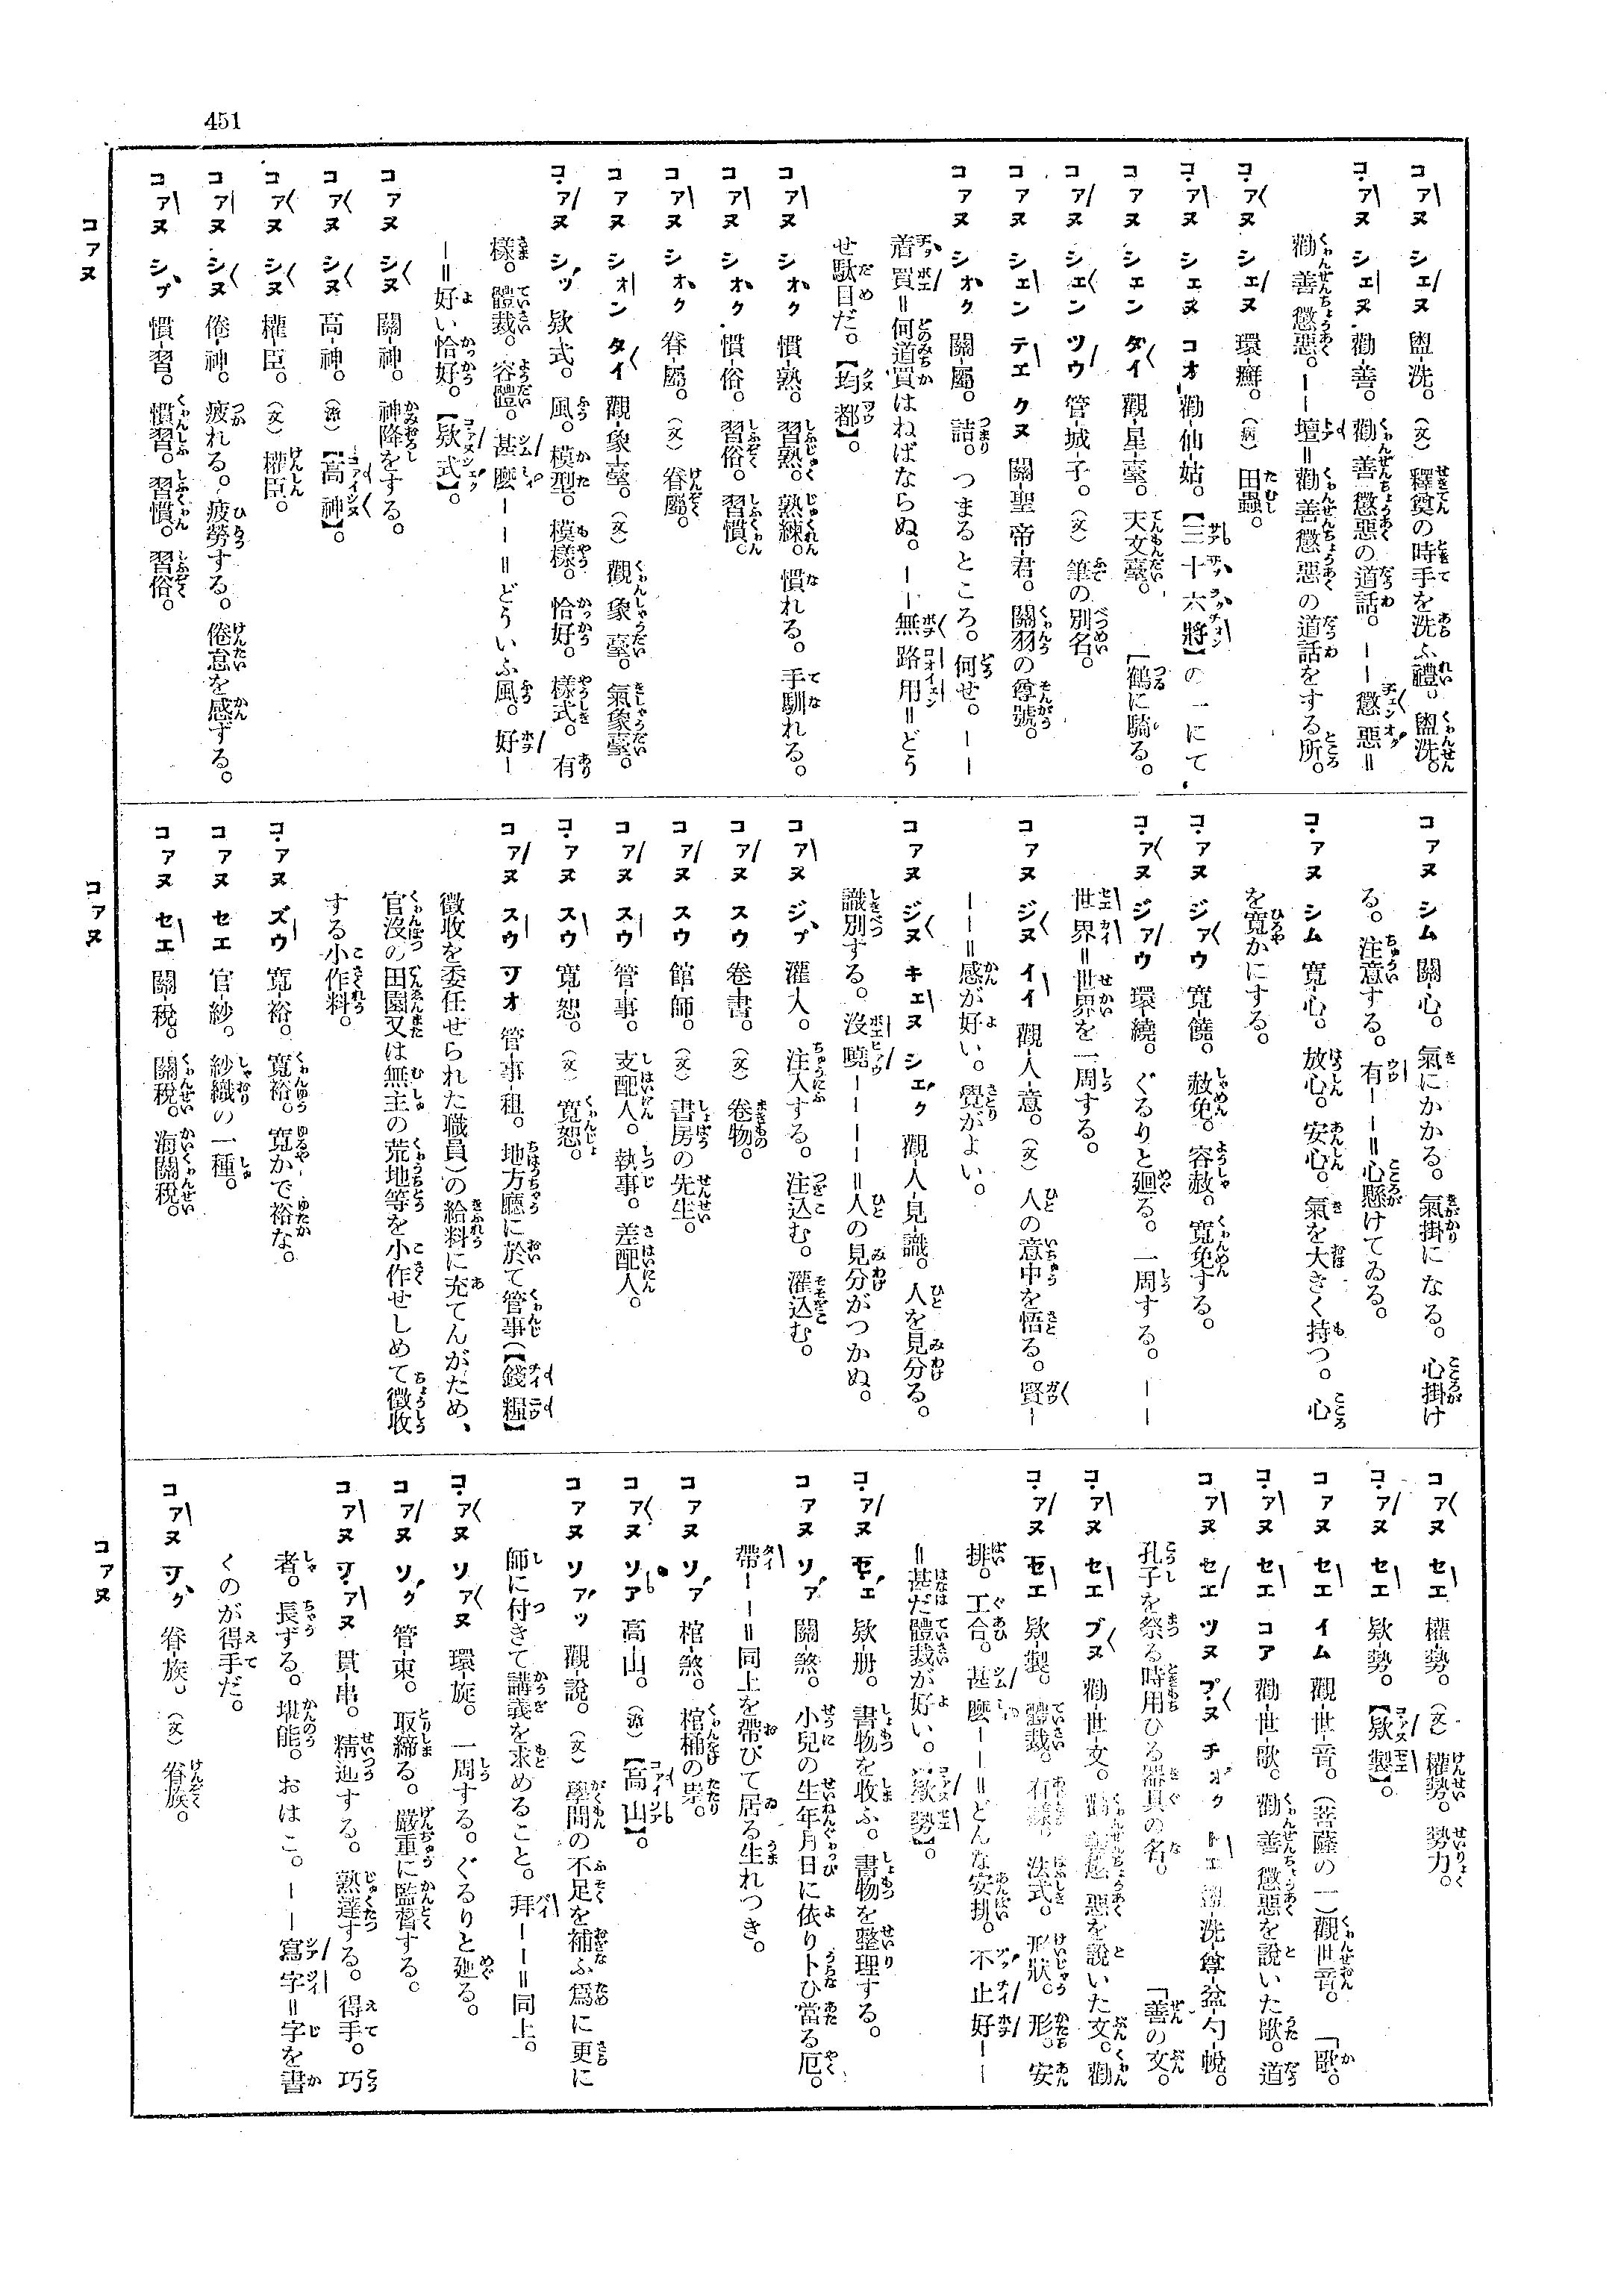 451
コアヌ シェヌ 盥-洗。（文）釋奠の時手を洗ふ禮。盥洗。
コアヌ シェヌ 勸-善。勸善懲惡の道話。――懲惡＝
勸善懲惡。――壇＝勸善懲惡の道話をする所。
コアヌ シェヌ 環-癬。（病）田蟲。
コアヌ シェヌ コオ 勸-仙-姑。【三十六將】の一にて
コアヌ シェン タイ 觀-星-臺。天文臺。 ［鶴に騎る。
コアヌ シェン ツウ 管-城-子。（文）筆の別名。
コアヌ シェン テエ クヌ 關-聖-帝-君。關羽の尊號。
コアヌ シオク 關-屬。詰。つまるところ。何せ。――
着買＝何道買はねばならぬ。――無路用＝どう
せ駄目だ。【均都】。
コアヌ シオク 慣-熟。習熟。熟練。慣れる。手馴れる。
コアヌ シオク 慣-俗。習俗。習慣。
コアヌ シオク 眷-屬。（文）眷屬。
コアヌ シオン タイ 觀-象-臺。（文）觀象臺。氣象臺。
コアヌ シッ 欵-式。風。模型。模樣。恰好。樣式。有
樣。體裁。容體。甚麼――＝どういふ風。好―
―＝好い恰好。【欵式】。
コアヌ シヌ 關-神。神降をする。
コアヌ シヌ 高-神。（泲）【高神】。
コアヌ シヌ 權-臣。（文）權臣。
コアヌ シヌ 倦-神。疲れる。疲勞する。倦怠を感ずる。
コアヌ シプ 慣-習。慣習。習慣。習俗。
コアヌ
コアヌ シム 關-心。氣にかかる。氣掛になる。心掛け
る。注意する。有――＝心懸けてゐる。
コアヌ シム 寬-心。放心。安心。氣を大きく持つ。心
を寬かにする。
コアヌ ジアウ 寬-饒。赦免。容赦。寬免する。
コアヌ ジアウ 環-繞。ぐるりと廻る。一周する。――
世界＝世界を一周する。
コアヌ ジヌ イイ 觀-人-意。（文）人の意中を悟る。賢―
――＝感が好い。覺がよい。
コアヌ ジヌ キエヌ シェク 觀-人-見-識。人を見分る。
識別する。沒曉――――＝人の見分がつかぬ。
コアヌ ジプ 灌-入。注入する。注込む。灌込む。
コアヌ スウ 卷-書。（文）卷物。
コアヌ スウ 館-師。（文）書房の先生。
コアヌ スウ 管-事。支配人。執事。差配人。
コアヌ スウ 寬-恕。（文）寬恕。
コアヌ スウ ツオ 管-事-租。地方廳に於て管事（【錢糧】
徵收を委任せられた職員）の給料に充てんがため、
官沒の田園又は無主の荒地等を小作せしめて徵收
する小作料。
コアヌ ズウ 寬-裕。寬裕。寬かで裕な。
コアヌ セエ 官-紗。紗織の一種。
コアヌ セエ 關-稅。關稅。海關稅。
コアヌ
コアヌ セエ 權-勢。（文）權勢。勢力。
コアヌ セエ 欵-勢。【欵製】。
コアヌ セエ イム 觀-世-音。（菩薩の一）觀世音。 ［歌。
コアヌ セエ コア 勸-世-歌。勸善懲惡を說いた歌。道
コアヌ セエ ツヌ プヌ チオク 洗-尊-盆-勺-帨。
孔子を祭る時用ひる器具の名。 ［善の文。
コアヌ セエ ブヌ 勸-世-文。勸善懲惡を說いた文。勸
コアヌ セエ 欵-製。體裁。有樣。法式。形狀。形。安
排。工合。甚麼――＝どんな安排。不止好――
＝甚だ體裁が好い。【欵勢】。
コアヌ 欵-册。書物を收ふ。書物を整理する。
コアヌ ソア 關-煞。小兒の生年月日に依り卜ひ當る厄。
帶――＝同上を帶びて居る生れつき。
コアヌ ソア 棺-煞。棺桶の祟。
コアヌ ソア 高-山。（泲）【高山】。
コアヌ ソアッ 觀-說。（文）學問の不足を補ふ爲に更に
師に付きて講義を求めること。拜――＝同上。
コアヌ ソアヌ 環-旋。一周する。ぐるりと廻る。
コアヌ ソク 管-束。取締る。嚴重に監督する。
コアヌ ツアヌ 貫-串。精通する。熟達する。得手。巧
者。長ずる。堪能。おはこ。――寫字＝字を書
くのが得手だ。
コアヌ ツク 眷-族。（文）眷族。
コアヌ